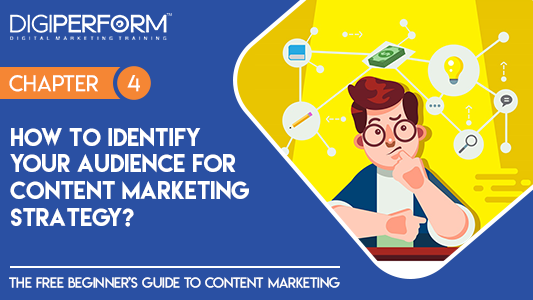 DIGIPERFORM™
DIGITAL MARKETING TRAINING
CHAPTER 4
HOW TO IDENTIFY
YOUR AUDIENCE FOR
CONTENT MARKETING
STRATEGY?
THE FREE BEGINNER'S GUIDE TO CONTENT MARKETING